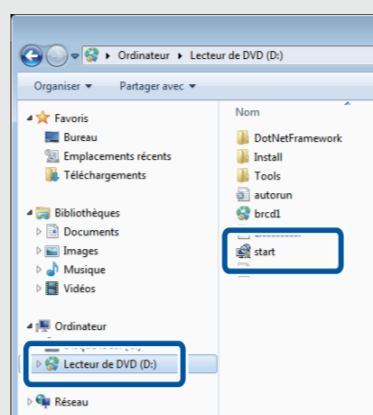 Ordinateur Lecteur de DVD (D:)
Organiser Partager avec
Favoris
Bureau
Emplacements récents
Téléchargements
Bibliothèques
Documents
Images
Musique
Vidéos
Ordinateur
Lecteur de DVD (D:)
Réseau
Nom
DotNetFramework
Install
Tools
autorun
brcd1
start